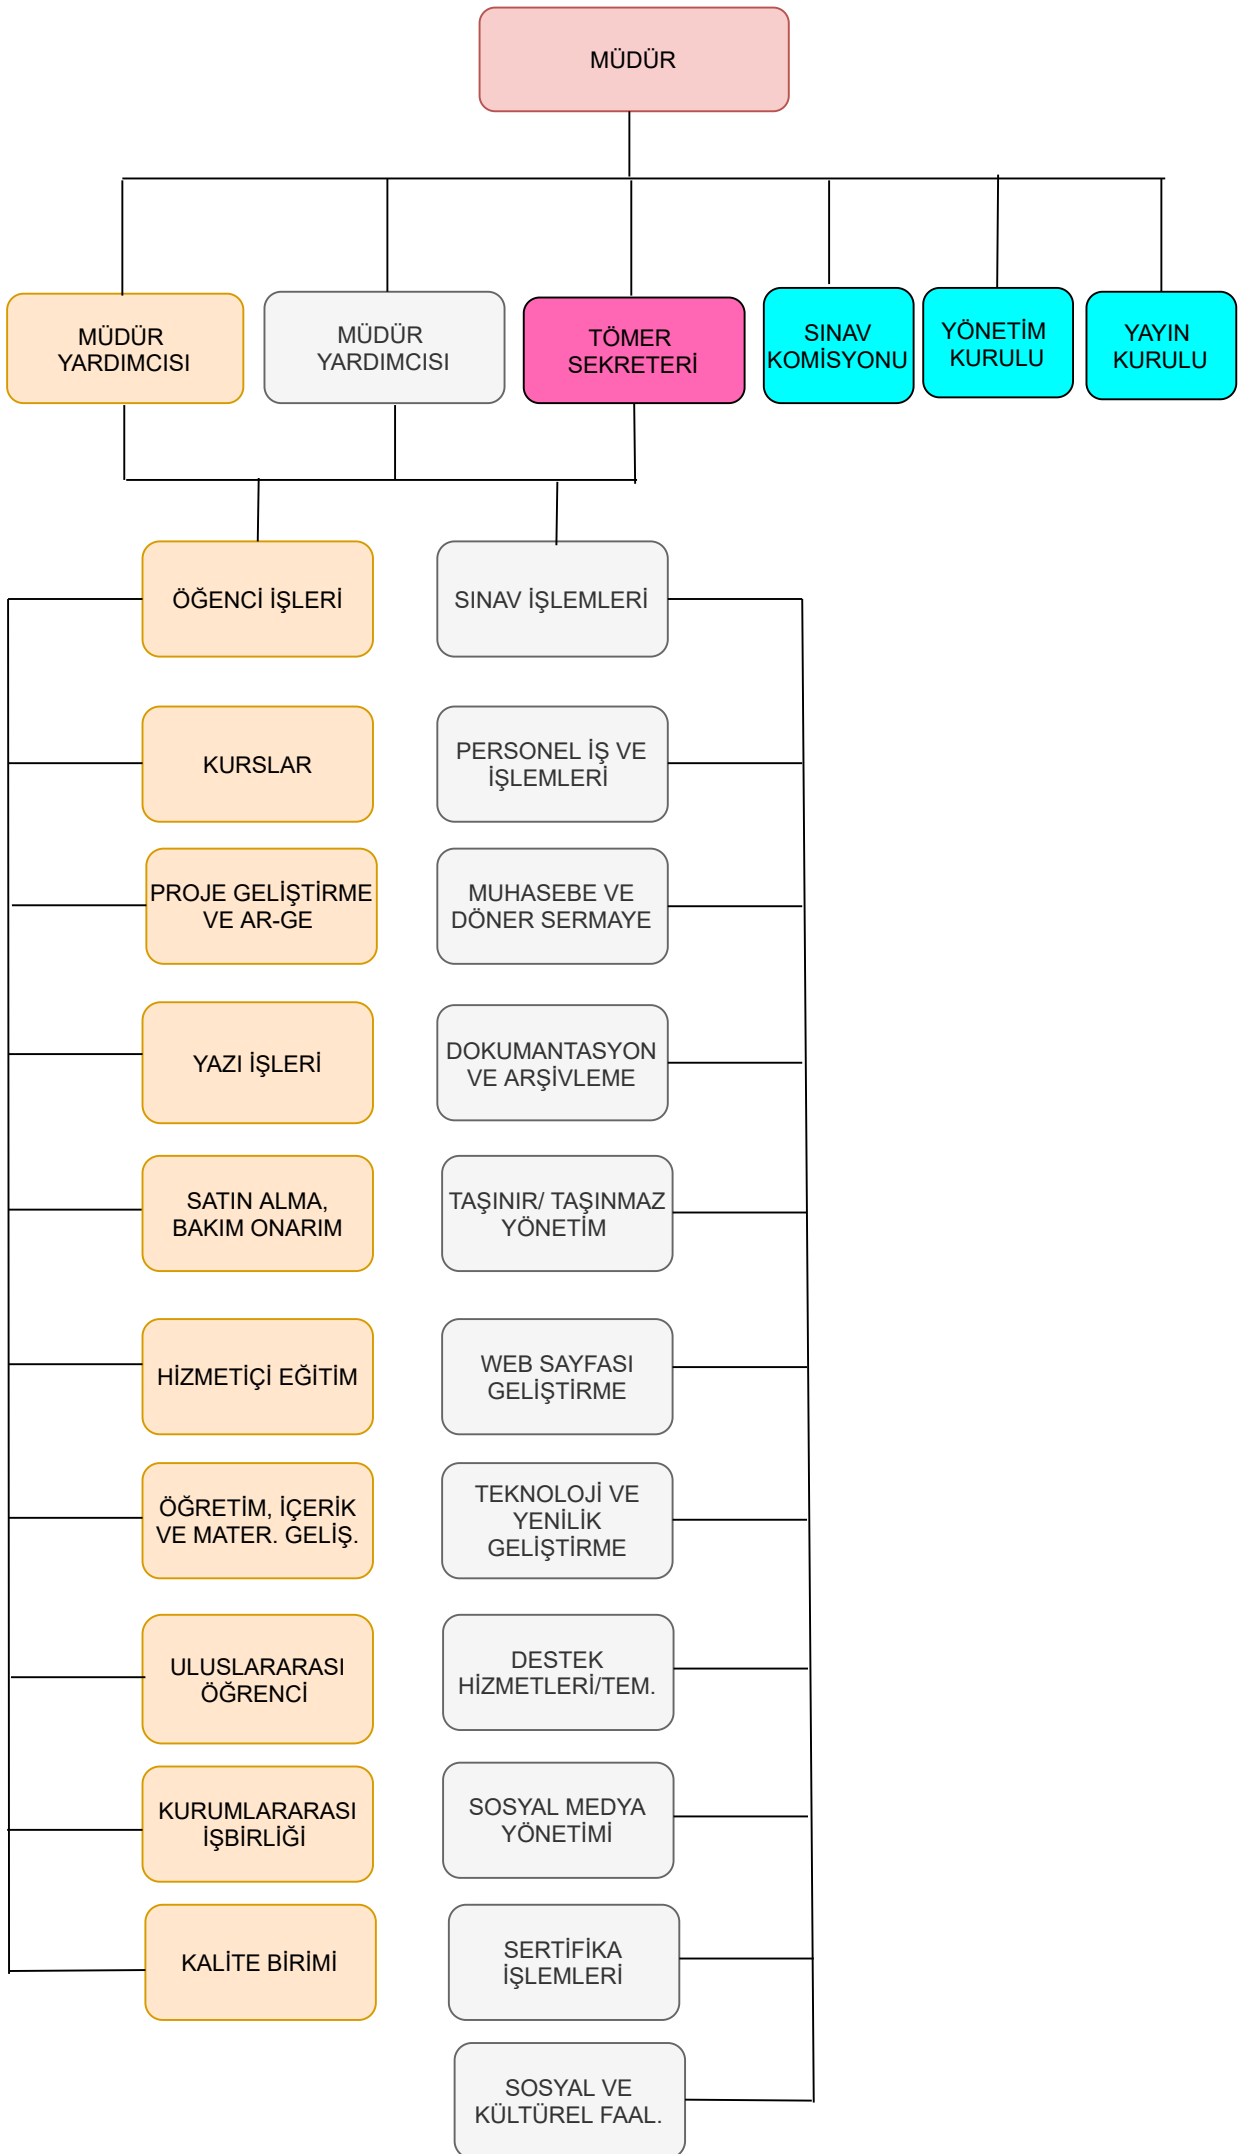 MÜDÜR
MÜDÜR
YARDIMCISI
MÜDÜR
YARDIMCISI
TÖMER
SEKRETERİ
SINAV
KOMİSYONU
YÖNETİM
KURULU
YAYIN
KURULU
ÖĞENCİ İŞLERİ
SINAV İŞLEMLERİ
KURSLAR
PERSONEL İŞ VE
İŞLEMLERİ
PROJE GELİŞTİRME
VE AR-GE
MUHASEBE VE
DÖNER SERMAYE
YAZI İŞLERİ
DOKUMANTASYON
VE ARŞİVLEME
SATIN ALMA,
BAKIM ONARIM
TAŞINIR/ TAŞINMAZ
YÖNETİM
HİZMETİÇİ EĞİTİM
WEB SAYFASI
GELİŞTİRME
ÖĞRETİM, İÇERİK
VE MATER. GELİŞ.
TEKNOLOJİ VE
YENİLİK
GELİŞTİRME
ULUSLARARASI
ÖĞRENCİ
DESTEK
HİZMETLERİ/TEM.
KURUMLARARASI
İŞBİRLİĞİ
SOSYAL MEDYA
YÖNETİMİ
KALİTE BİRİMİ
SERTİFİKA
İŞLEMLERİ
SOSYAL VE
KÜLTÜREL FAAL.